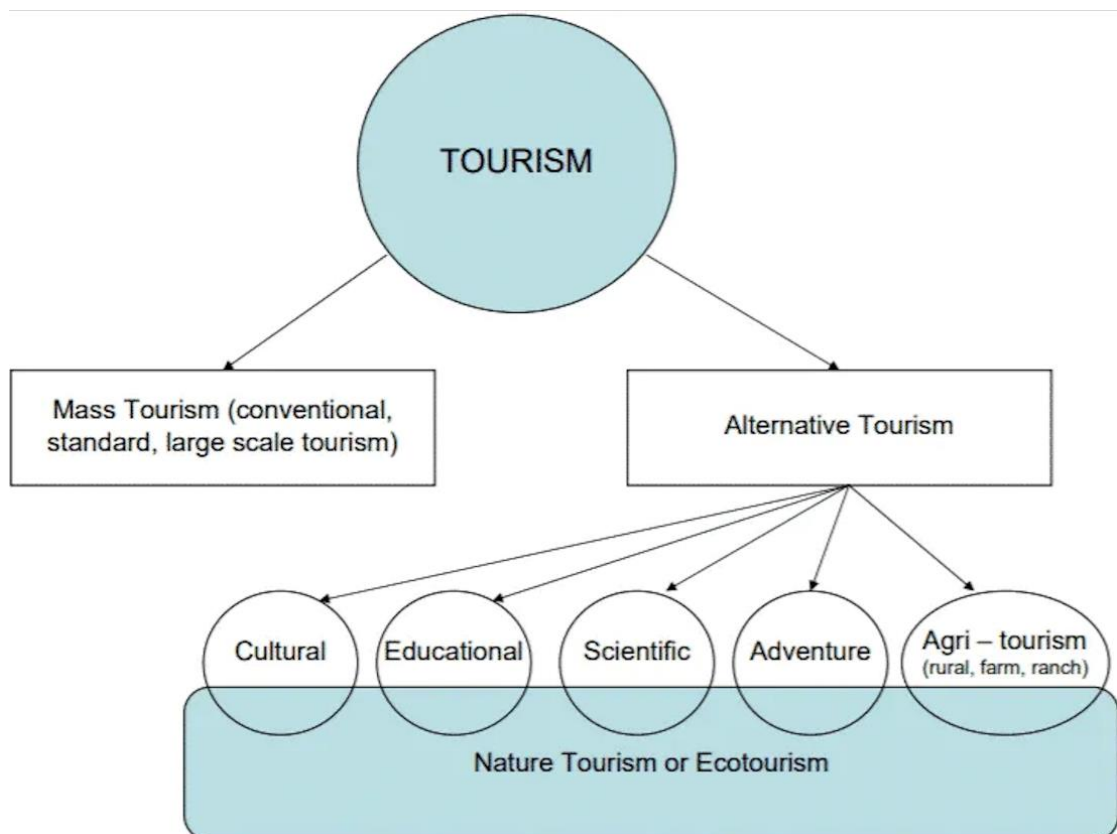 TOURISM
Mass Tourism (conventional,
standard, large scale tourism)
Alternative Tourism
Cultural
Educational
Scientific
Adventure
Agri – tourism
(rural, farm, ranch)
Nature Tourism or Ecotourism